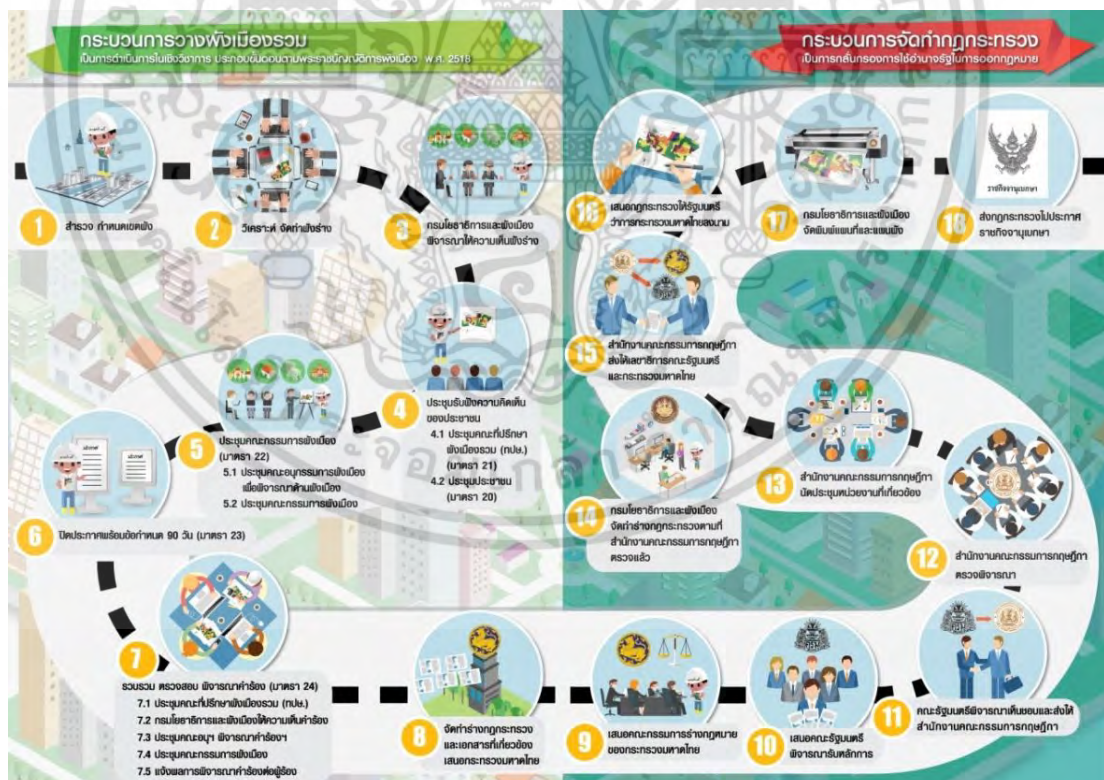 กระบวนการวางผังเมืองรวม
เป็นการดำเนินการในเชิงวิชาการ ประกอบขั้นตอนตามพระราชบัญญัติการผังเมือง พ.ศ. 2518
กระบวนการจัดทำกฎกระทรวง
เป็นการกลั่นกรองการใช้อำนาจรัฐในการออกกฎหมาย
1
สำรวจ กำหนดเขตผัง
2
วิเคราะห์ จัดทำผังร่าง
3
กรมโยธาธิการและผังเมือง
พิจารณาให้ความเห็นผังร่าง
4
ประชุมรับฟังความคิดเห็น
ของประชาชน
4.1 ประชุมคณะที่ปรึกษา
ผังเมืองรวม (กปษ.)
(มาตรา 21)
4.2 ประชุมประชาชน
(มาตรา 20)
5
ประชุมคณะกรรมการผังเมือง
(มาตรา 22)
5.1 ประชุมคณะอนุกรรมการผังเมือง
เพื่อพิจารณาด้านผังเมือง
5.2 ประชุมคณะกรรมการผังเมือง
6
ปิดประกาศพร้อมข้อกำหนด 90 วัน (มาตรา 23)
7
รวบรวม ตรวจสอบ พิจารณาคำร้อง (มาตรา 24)
7.1 ประชุมคณะที่ปรึกษาผังเมืองรวม (กปษ.)
7.2 กรมโยธาธิการและผังเมืองให้ความเห็นคำร้อง
7.3 ประชุมคณะอนุฯ พิจารณาคำร้องฯ
7.4 ประชุมคณะกรรมการผังเมือง
7.5 แจ้งผลการพิจารณาคำร้องต่อผู้ร้อง
8
จัดทำร่างกฎกระทรวง
และเอกสารที่เกี่ยวข้อง
เสนอกระทรวงมหาดไทย
9
เสนอคณะกรรมการร่างกฎหมาย
ของกระทรวงมหาดไทย
10
เสนอคณะรัฐมนตรี
พิจารณารับหลักการ
11
คณะรัฐมนตรีพิจารณาเห็นชอบและส่งให้
สำนักงานคณะกรรมการกฤษฎีกา
12
สำนักงานคณะกรรมการกฤษฎีกา
ตรวจพิจารณา
13
สำนักงานคณะกรรมการกฤษฎีกา
นัดประชุมหน่วยงานที่เกี่ยวข้อง
14
กรมโยธาธิการและผังเมือง
จัดทำร่างกฎกระทรวงตามที่
สำนักงานคณะกรรมการกฤษฎีกา
ตรวจแล้ว
15
สำนักงานคณะกรรมการกฤษฎีกา
ส่งให้เลขาธิการคณะรัฐมนตรี
และกระทรวงมหาดไทย
16
เสนอกฎกระทรวงให้รัฐมนตรี
ว่าการกระทรวงมหาดไทยลงนาม
17
กรมโยธาธิการและผังเมือง
จัดพิมพ์แผนที่และแผนผัง
ราชกิจจานุเบกษา
18
ส่งกฎกระทรวงไปประกาศ
ราชกิจจานุเบกษา